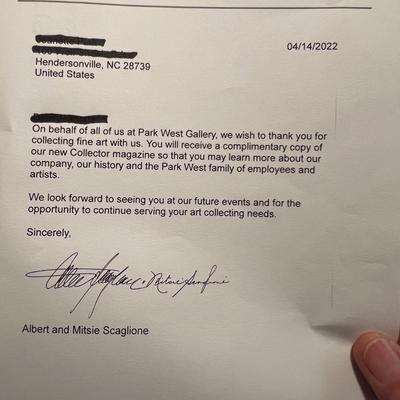 04/14/2022
Hendersonville, NC 28739
United States
On behalf of all of us at Park West Gallery, we wish to thank you for
collecting fine art with us. You will receive a complimentary copy of
our new Collector magazine so that you may learn more about our
company, our history and the Park West family of employees and
artists.
We look forward to seeing you at our future events and for the
opportunity to continue serving your art collecting needs.
Sincerely,
Albert and Mitsie Scaglione